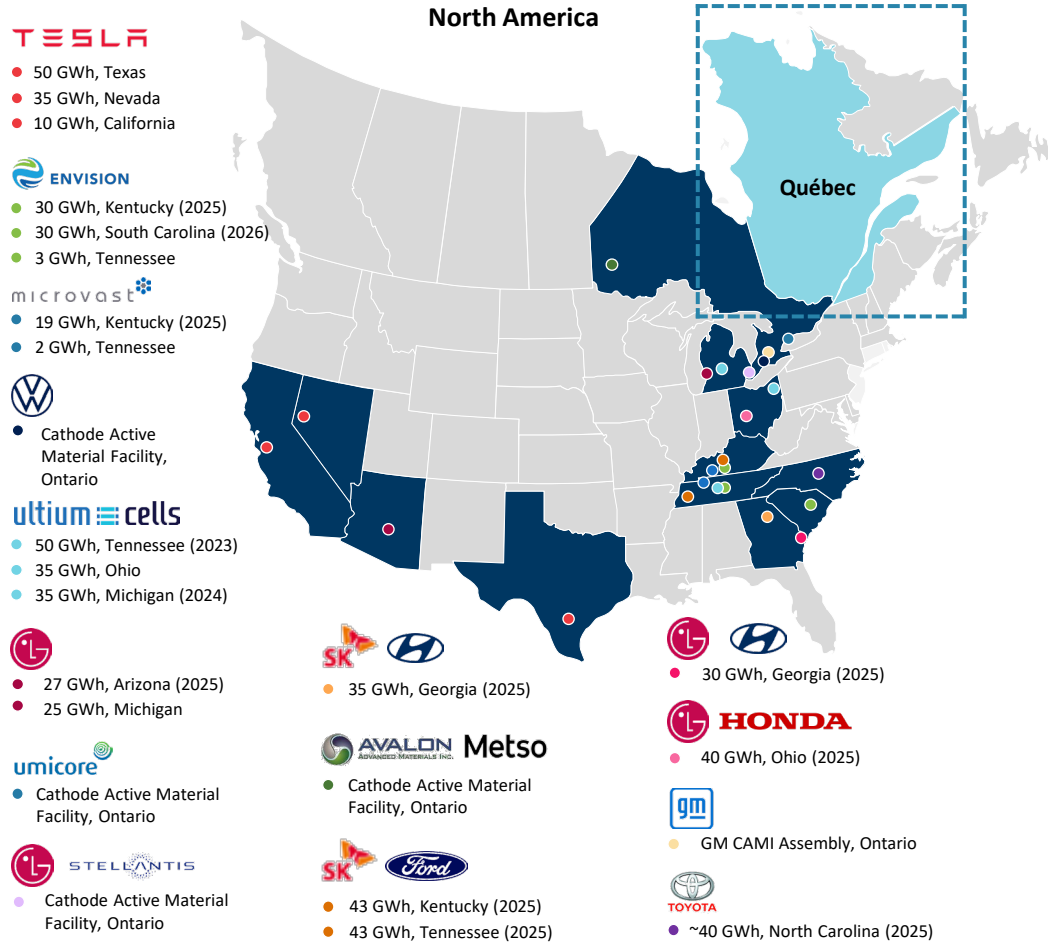 North America
TESLA
50 GWh, Texas
35 GWh, Nevada
10 GWh, California
ENVISION
30 GWh, Kentucky (2025)
30 GWh, South Carolina (2026)
3 GWh, Tennessee
microvast
19 GWh, Kentucky (2025)
2 GWh, Tennessee
VW
Cathode Active
Material Facility,
Ontario
ultium cells
50 GWh, Tennessee (2023)
35 GWh, Ohio
35 GWh, Michigan (2024)
LG
27 GWh, Arizona (2025)
25 GWh, Michigan
umicore
Cathode Active Material
Facility, Ontario
LG STELLANTIS
Cathode Active Material
Facility, Ontario
Québec
SK
35 GWh, Georgia (2025)
AVALON
ADVANCED MATERIALS INC.
Metso
Cathode Active Material
Facility, Ontario
SK Ford
43 GWh, Kentucky (2025)
43 GWh, Tennessee (2025)
LG
30 GWh, Georgia (2025)
LG HONDA
40 GWh, Ohio (2025)
gm
GM CAMI Assembly, Ontario
TOYOTA
~40 GWh, North Carolina (2025)